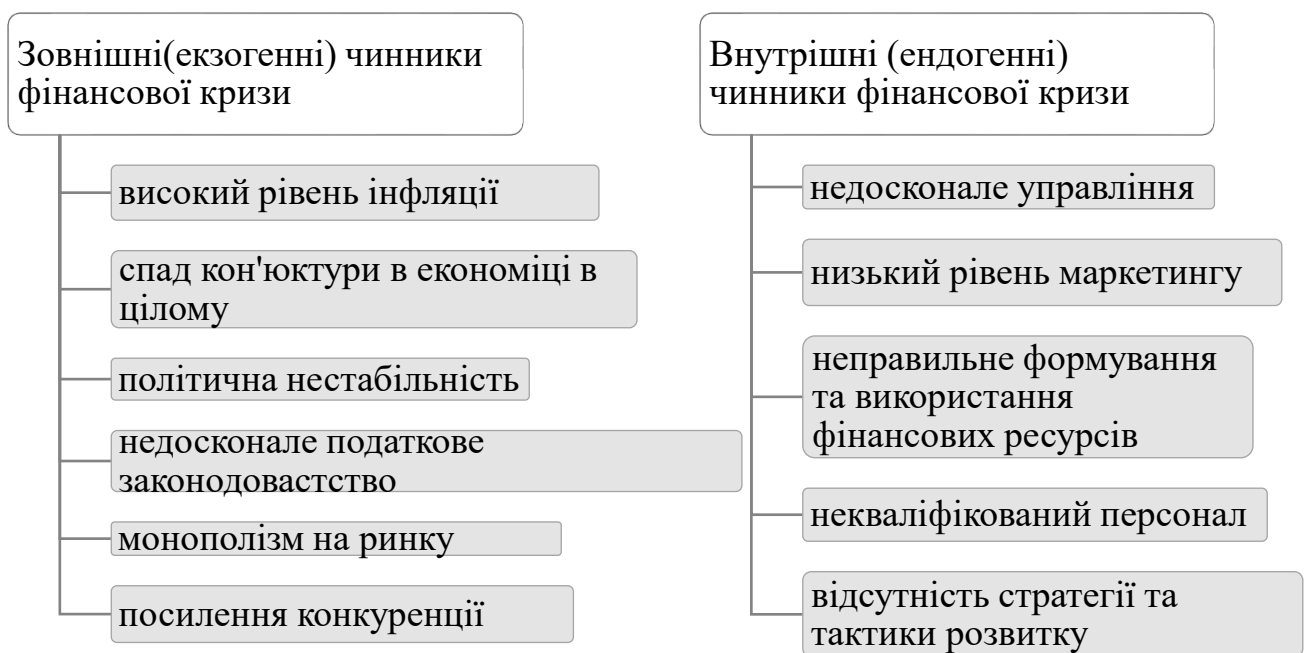 Зовнішні(екзогенні) чинники
фінансової кризи
високий рівень інфляції
спад кон'юктури в економіці в
цілому
політична нестабільність
недосконале податкове
законодовастство
монополізм на ринку
посилення конкуренції
Внутрішні (ендогенні)
чинники фінансової кризи
недосконале управління
низький рівень маркетингу
неправильне формування
та використання
фінансових ресурсів
некваліфікований персонал
відсутність стратегії та
тактики розвитку